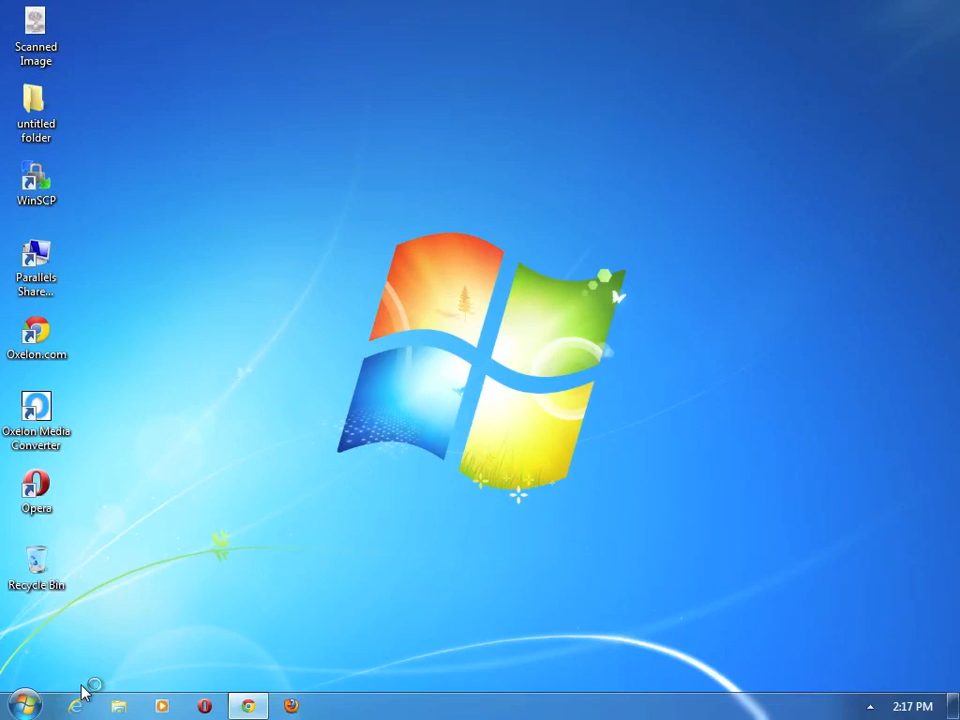 Scanned
Image
untitled
folder
WinSCP
Parallels
Share...
Oxelon.com
Oxelon Media
Converter
Opera
Recycle Bin
2:17 PM